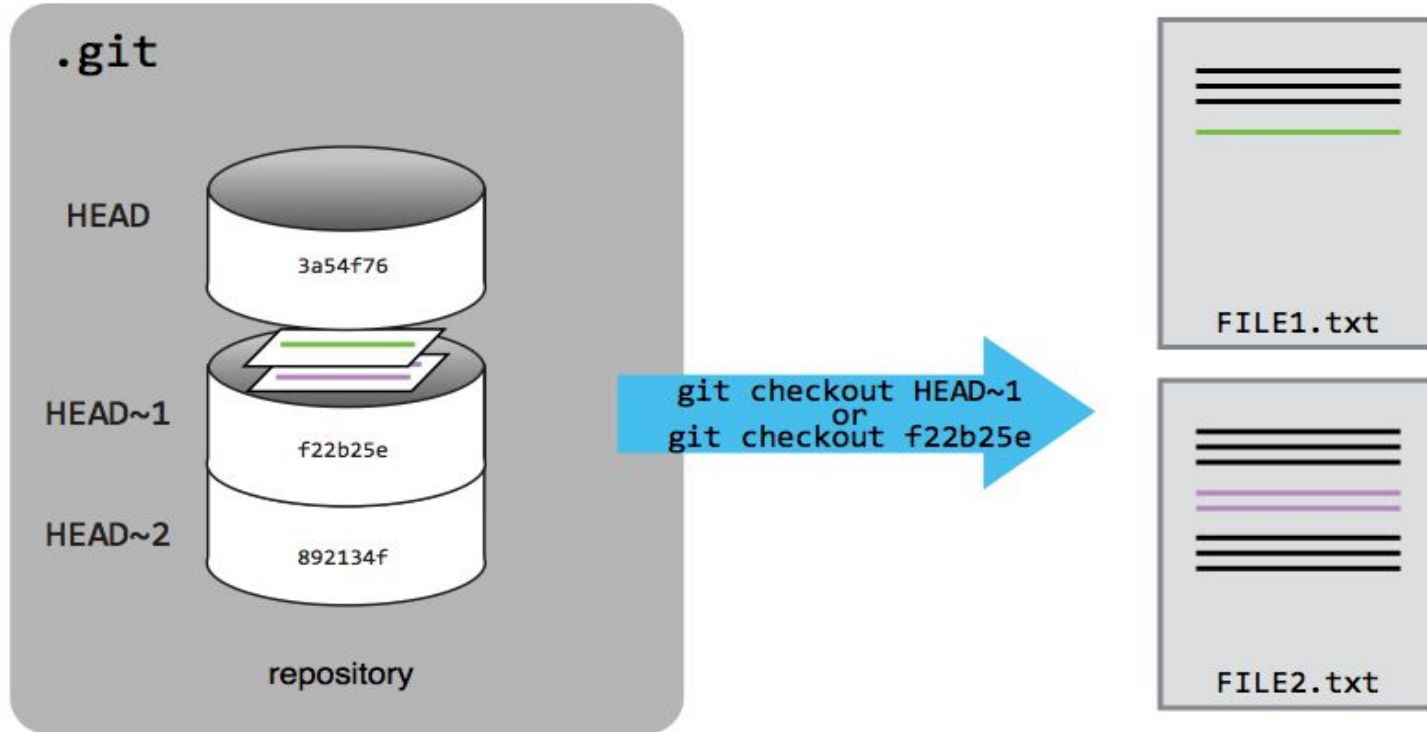 .git
HEAD
3a54f76
HEAD~1
f22b25e
HEAD~2
892134f
repository
git checkout HEAD~1
or
git checkout f22b25e
FILE1.txt
FILE2.txt